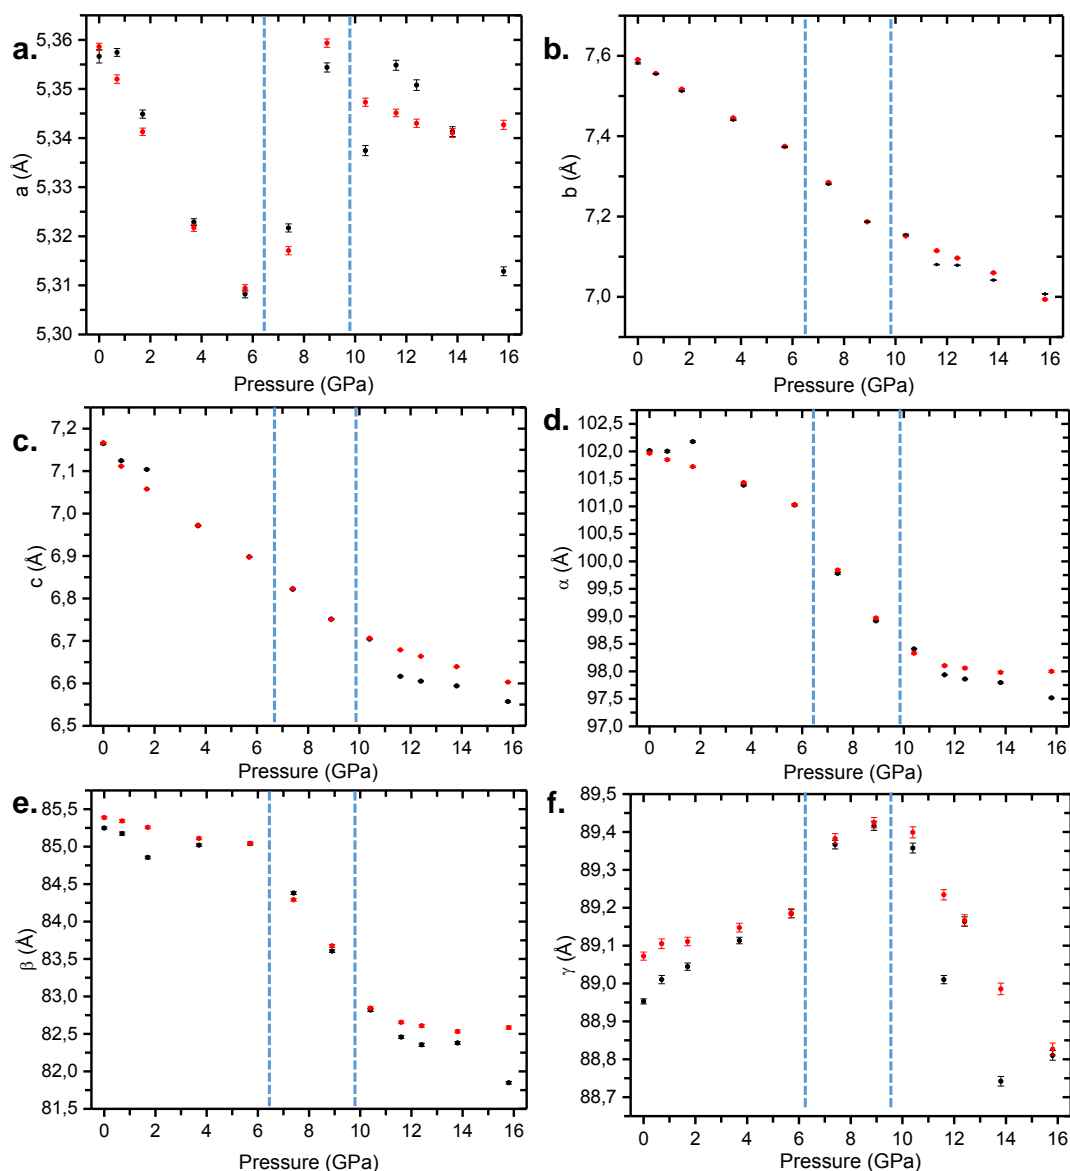 a.
5,36
5,35
5,34
5,33
5,32
5,31
5,30
a (Å)
0 2 4 6 8 10 12 14 16
Pressure (GPa)
b.
7,6
7,4
7,2
7,0
b (Å)
0 2 4 6 8 10 12 14 16
Pressure (GPa)
c.
7,2
7,1
7,0
6,9
6,8
6,7
6,6
6,5
c (Å)
0 2 4 6 8 10 12 14 16
Pressure (GPa)
d.
102,5
102,0
101,5
101,0
100,5
100,0
99,5
99,0
98,5
98,0
97,5
97,0
α (Å)
0 2 4 6 8 10 12 14 16
Pressure (GPa)
e.
85,5
85,0
84,5
84,0
83,5
83,0
82,5
82,0
81,5
β (Å)
0 2 4 6 8 10 12 14 16
Pressure (GPa)
f.
89,5
89,4
89,3
89,2
89,1
89,0
88,9
88,8
88,7
γ (Å)
0 2 4 6 8 10 12 14 16
Pressure (GPa)